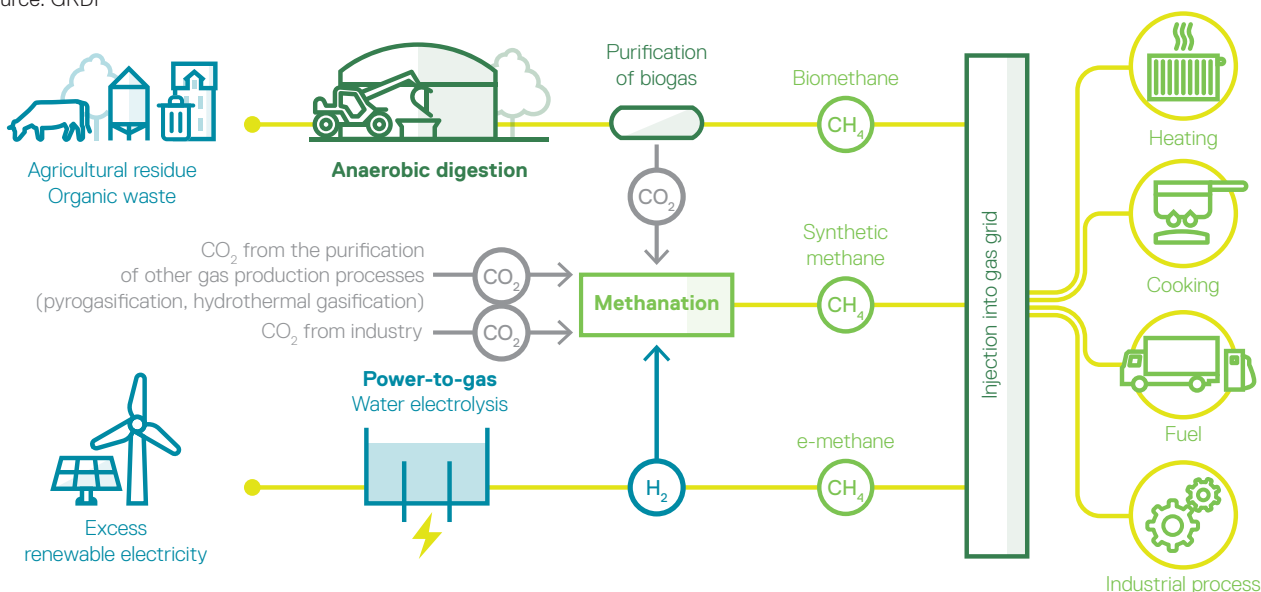 Source: GRDF
Purification
of biogas
Biomethane
CH₄
Heating
Agricultural residue
Organic waste
Anaerobic digestion
CO₂
CO₂ from the purification
of other gas production processes
(pyrogasification, hydrothermal gasification)
CO₂
CO₂ from industry
CO₂
Methanation
Synthetic
methane
CH₄
Injection into gas grid
Cooking
Power-to-gas
Water electrolysis
H₂
e-methane
CH₄
Fuel
Excess
renewable electricity
Industrial process